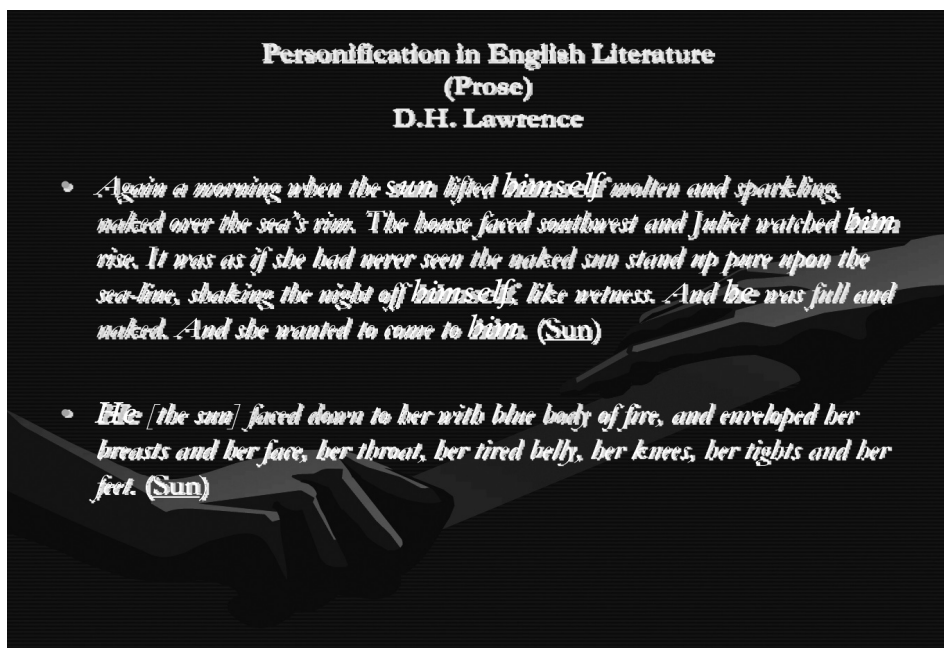 Personification in English Literature
(Prose)
D.H. Lawrence
• Again a morning when the sun lifted himself molten and sparkling,
naked over the sea's rim. The house faced southwest and Juliet watched him
rise. It was as if she had never seen the naked sun stand up pure upon the
sea-line, shaking the night off himself, like wetness. And he was full and
naked. And she wanted to come to him. (Sun)
• He [the sun] faced down to her with blue body of fire, and enveloped her
breasts and her face, her throat, her tired belly, her knees, her tights and her
feet. (Sun)